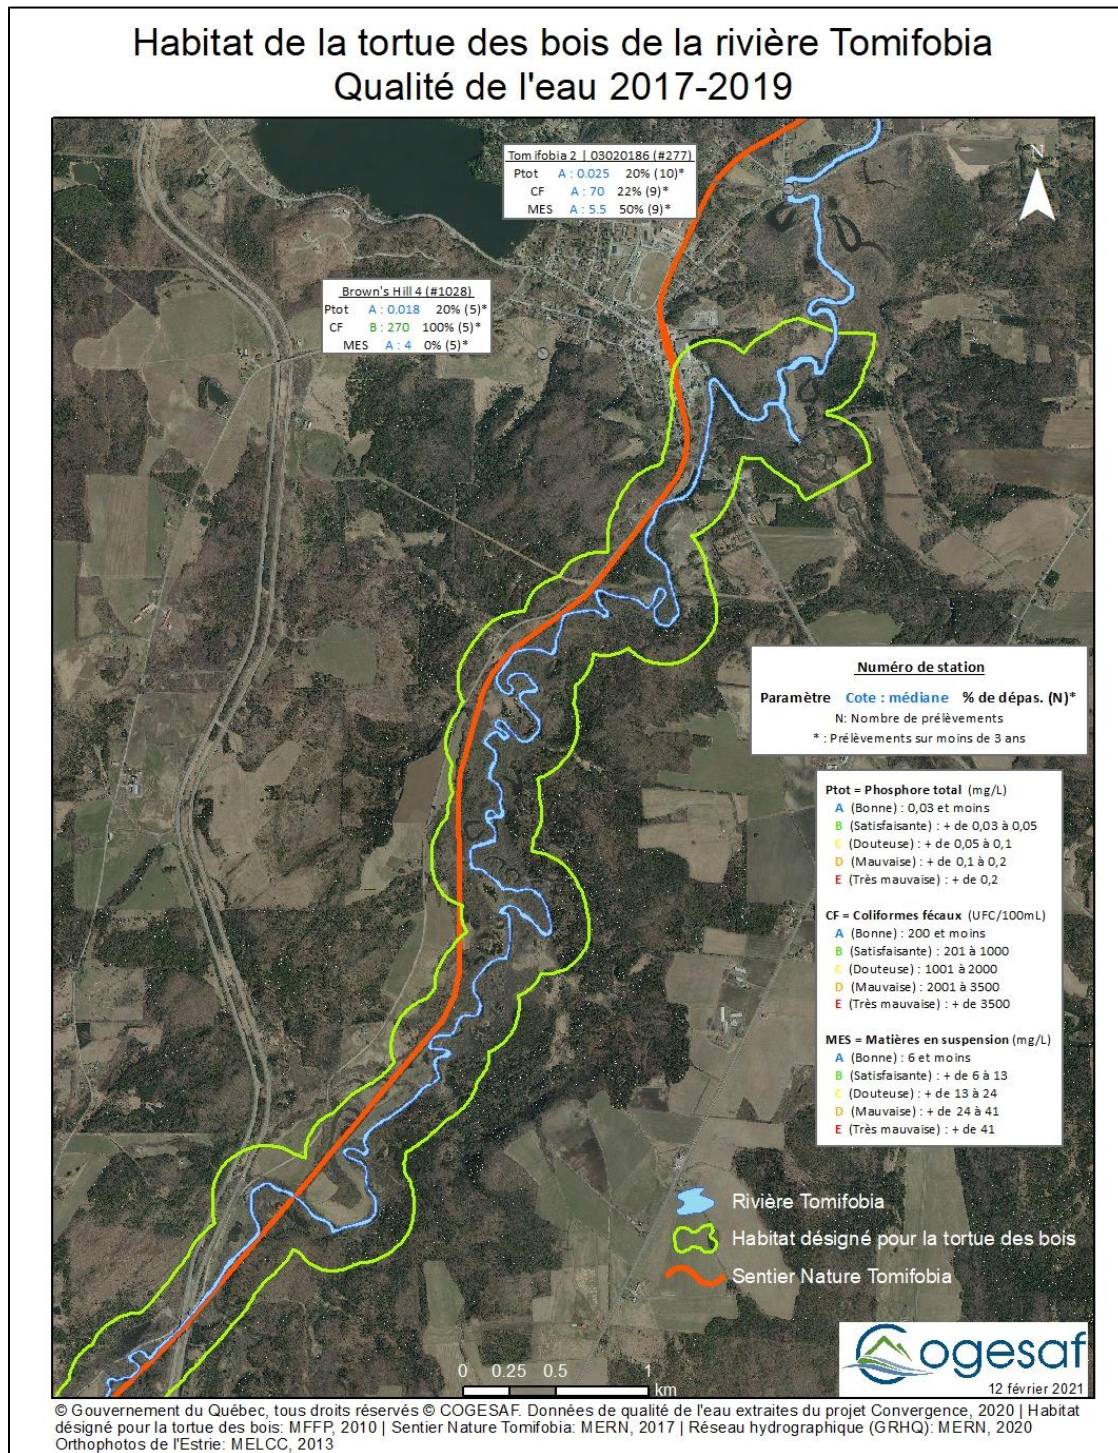 Habitat de la tortue des bois de la rivière Tomifobia
Qualité de l'eau 2017-2019
Tomifobia 2 | 03020186 (#277)
Ptot A : 0.025 20% (10)*
CF A : 70 22% (9)*
MES A : 5.5 50% (9)*
N
Brown's Hill 4 (#1028)
Ptot A : 0.018 20% (5)*
CF B : 270 100% (5)*
MES A : 4 0% (5)*
Numéro de station
Paramètre Cote : médiane % de dépas. (N)*
N: Nombre de prélèvements
* : Prélèvements sur moins de 3 ans
Ptot = Phosphore total (mg/L)
A (Bonne) : 0,03 et moins
B (Satisfaisante) : + de 0,03 à 0,05
C (Douteuse) : + de 0,05 à 0,1
D (Mauvaise) : + de 0,1 à 0,2
E (Très mauvaise) : + de 0,2
CF = Coliformes fécaux (UFC/100mL)
A (Bonne) : 200 et moins
B (Satisfaisante) : 201 à 1000
C (Douteuse) : 1001 à 2000
D (Mauvaise) : 2001 à 3500
E (Très mauvaise) : + de 3500
MES = Matières en suspension (mg/L)
A (Bonne) : 6 et moins
B (Satisfaisante) : + de 6 à 13
C (Douteuse) : + de 13 à 24
D (Mauvaise) : + de 24 à 41
E (Très mauvaise) : + de 41
Rivière Tomifobia
Habitat désigné pour la tortue des bois
Sentier Nature Tomifobia
Cogesaf
12 février 2021
0 0.25 0.5 1
km
© Gouvernement du Québec, tous droits réservés © COGESAF. Données de qualité de l'eau extraites du projet Convergence, 2020 | Habitat
désigné pour la tortue des bois: MFFP, 2010 | Sentier Nature Tomifobia: MERN, 2017 | Réseau hydrographique (GRHQ): MERN, 2020
Orthophotos de l'Estrie: MELCC, 2013